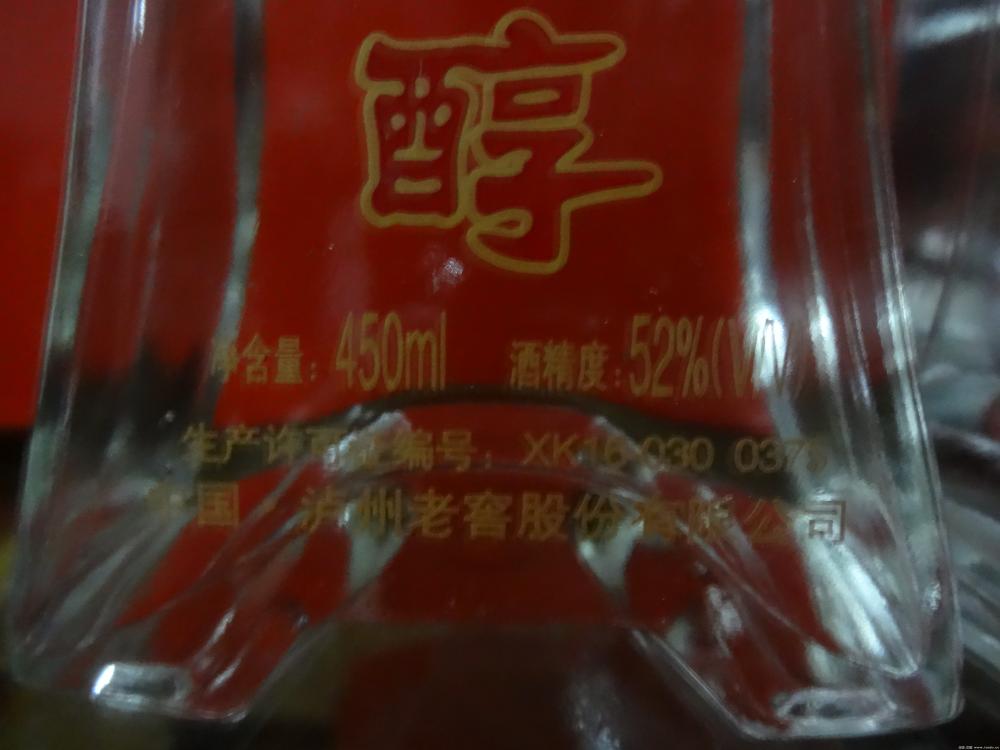 醇
净含量：450ml 酒精度：52%(V/V)
生产许可证编号：XK16-030 0375
中国·泸州老窖股份有限公司